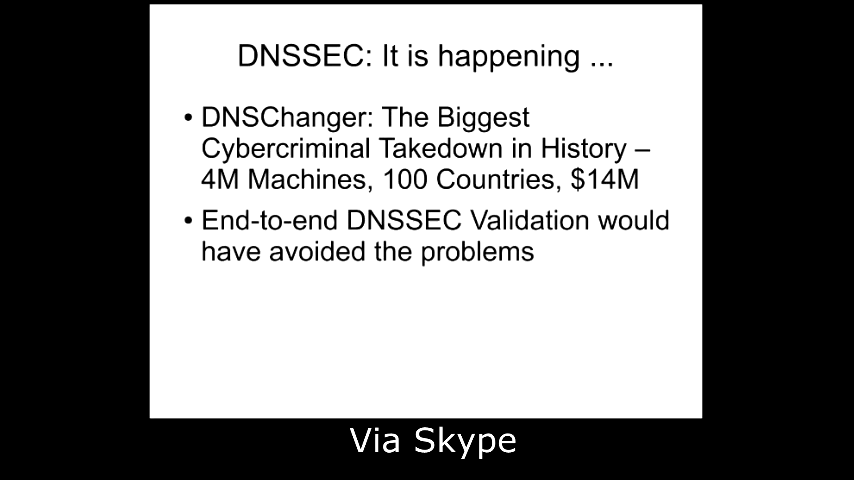 DNSSEC: It is happening ...
• DNSChanger: The Biggest
Cybercriminal Takedown in History –
4M Machines, 100 Countries, $14M
• End-to-end DNSSEC Validation would
have avoided the problems
Via Skype